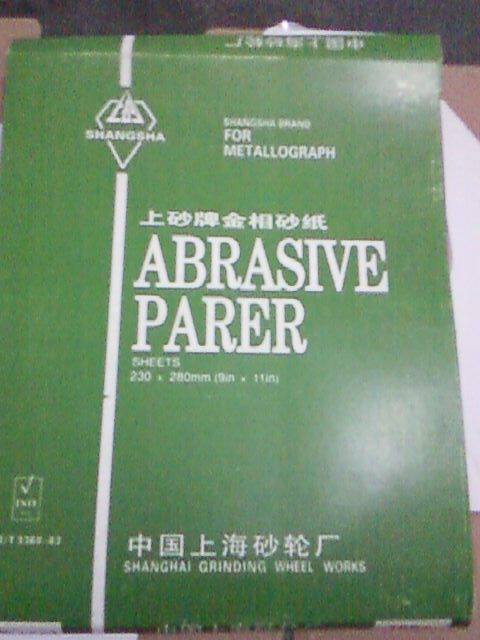 SHANGSHA
SHANGSHA BRAND
FOR
METALLOGRAPH
上砂牌金相砂纸
ABRASIVE
PARER
SHEETS
230 × 280mm (9in × 11in)
中国上海砂轮厂
SHANGHAI GRINDING WHEEL WORKS